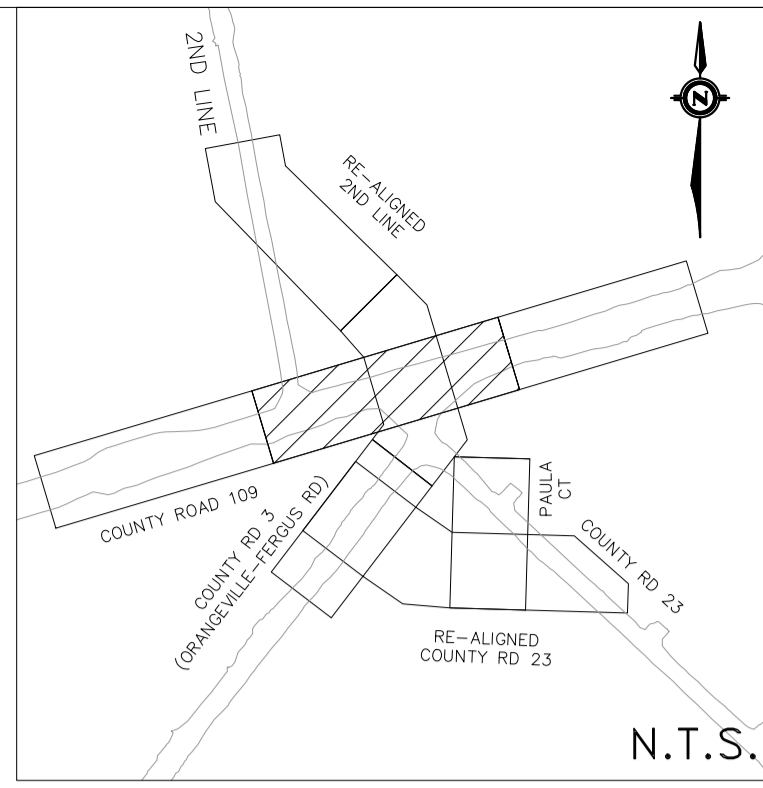 2ND LINE
RE-ALIGNED
2ND LINE
N
COUNTY ROAD 109
COUNTY RD 3
(ORANGEVILLE-FERGUS RD)
PAULA
CT
COUNTY RD 23
RE-ALIGNED
COUNTY RD 23
N.T.S.